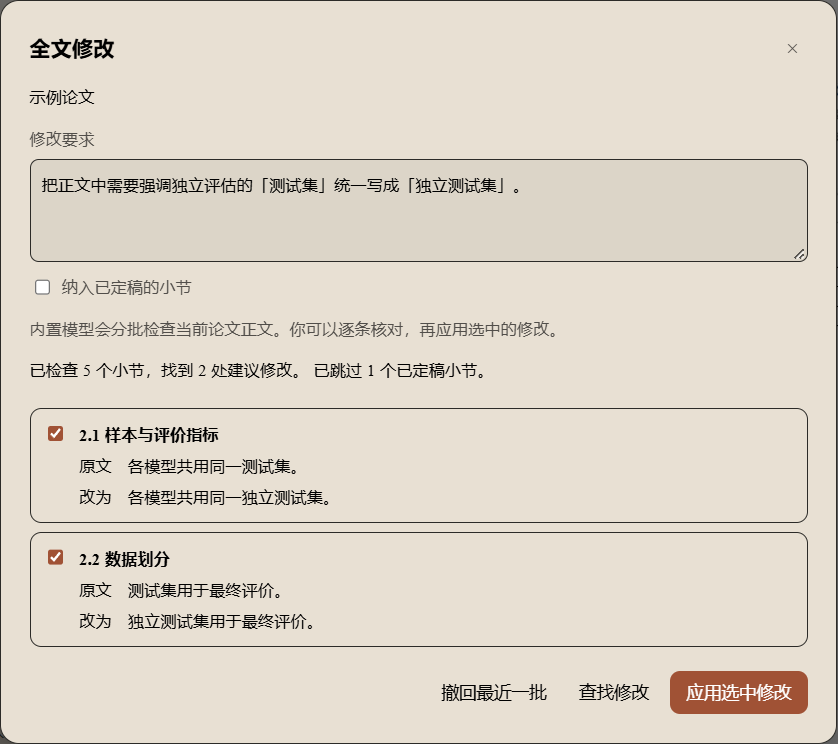 全文修改
×
示例论文
修改要求
把正文中需要强调独立评估的「测试集」统一写成「独立测试集」。
纳入已定稿的小节
内置模型会分批检查当前论文正文。你可以逐条核对，再应用选中的修改。
已检查 5 个小节，找到 2 处建议修改。 已跳过 1 个已定稿小节。
2.1 样本与评价指标
原文 各模型共用同一测试集。
改为 各模型共用同一独立测试集。
2.2 数据划分
原文 测试集用于最终评价。
改为 独立测试集用于最终评价。
撤回最近一批 查找修改 应用选中修改